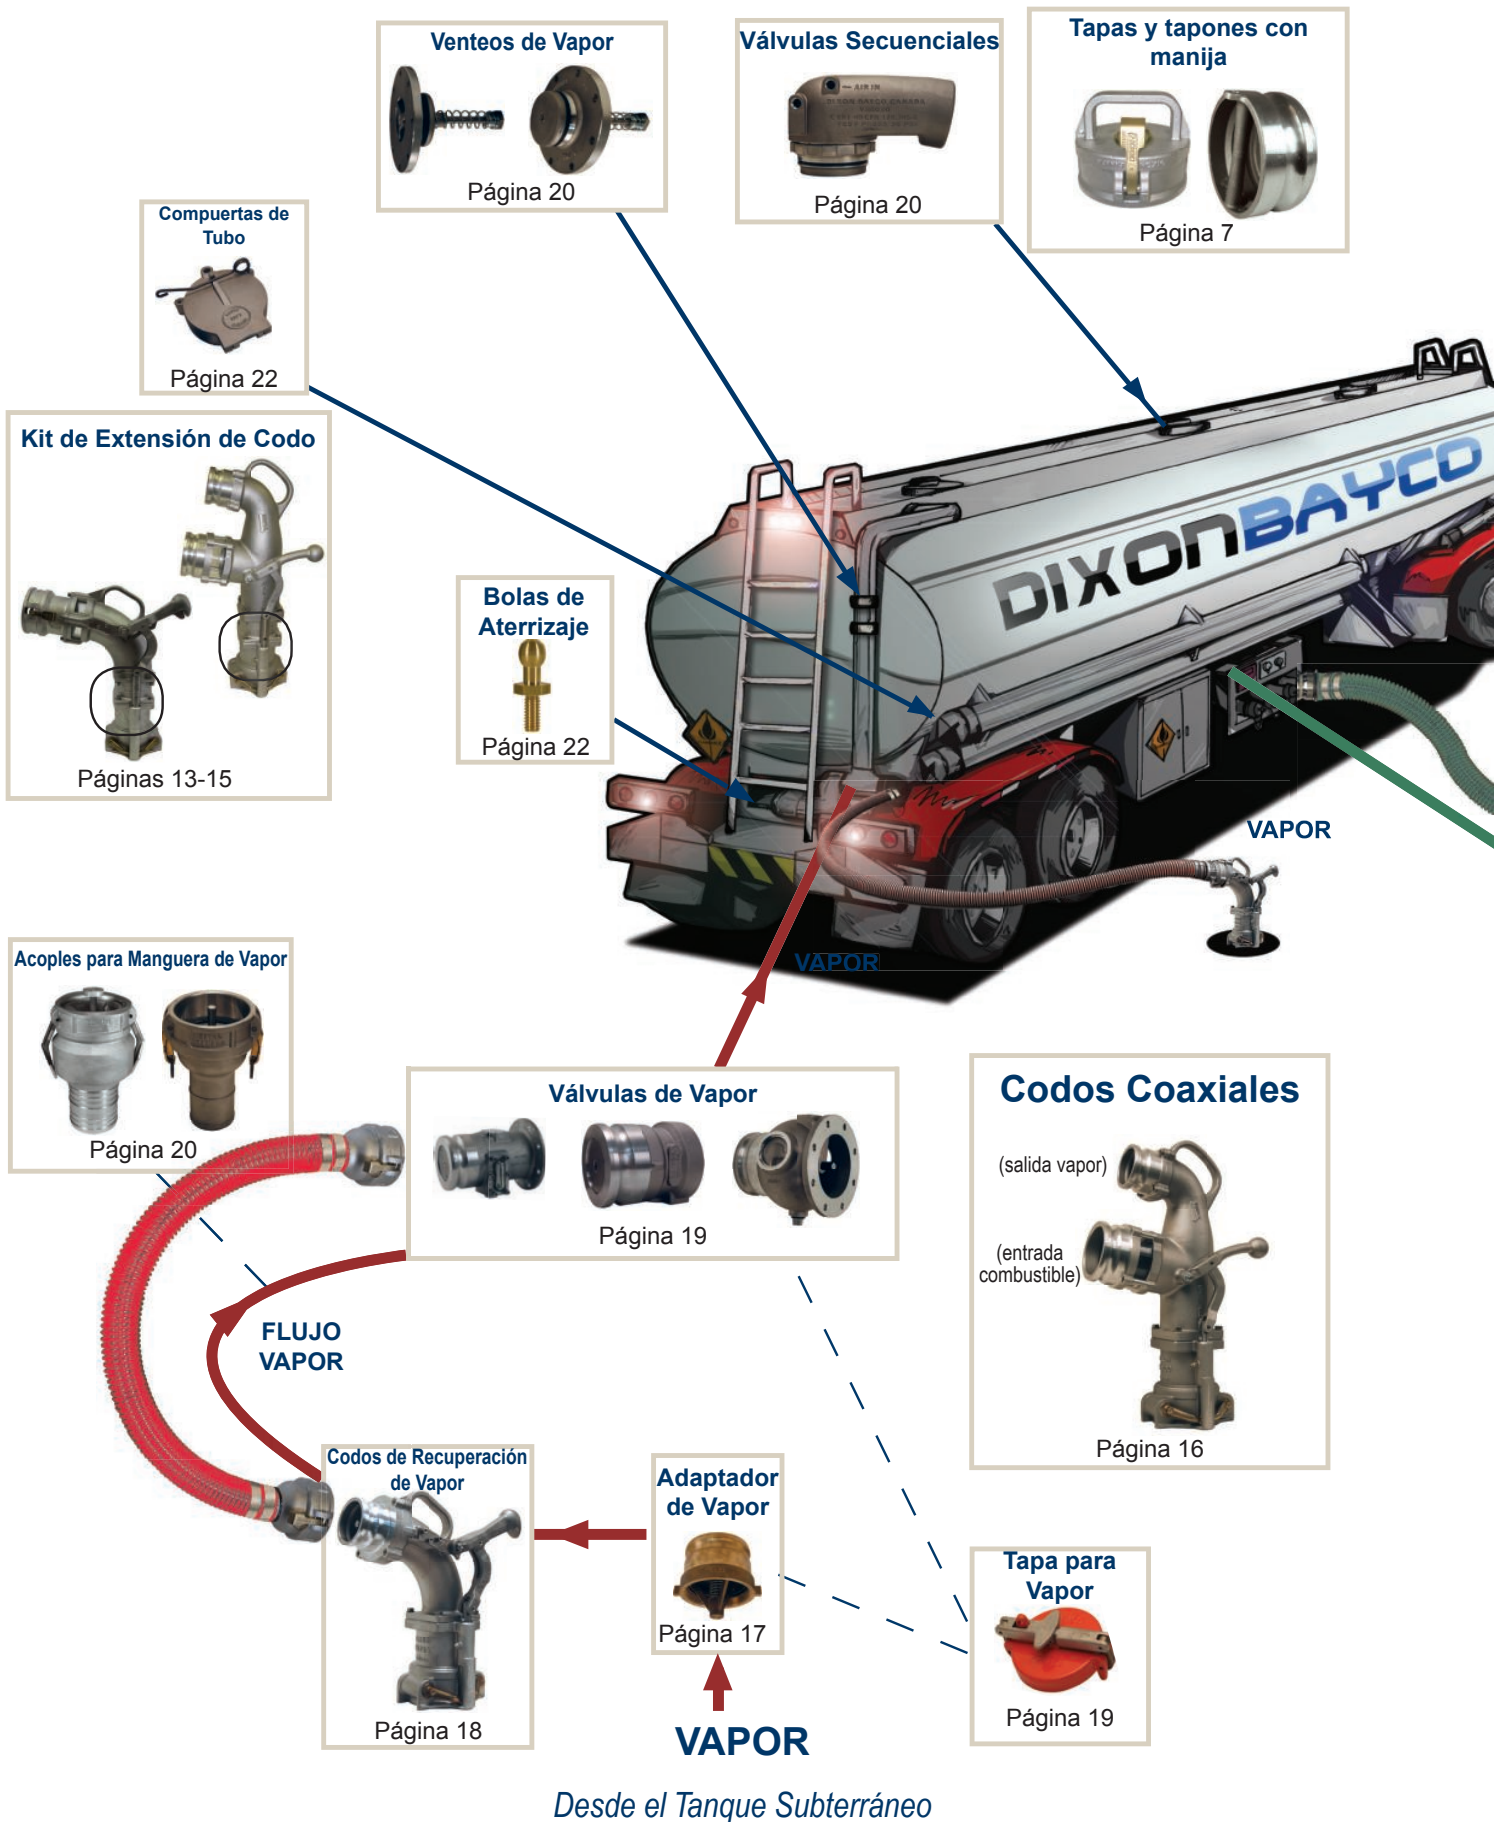 Venteos de Vapor
Página 20
Válvulas Secuenciales
AIR IN
Página 20
Tapas y tapones con
manija
Página 7
Compuertas de
Tubo
Página 22
Kit de Extensión de Codo
Páginas 13-15
Bolas de
Aterrizaje
Página 22
DIXONBAYCO
VAPOR
VAPOR
Acoples para Manguera de Vapor
Página 20
Válvulas de Vapor
Página 19
Codos Coaxiales
(salida vapor)
(entrada
combustible)
Página 16
FLUJO
VAPOR
Codos de Recuperación
de Vapor
Página 18
Adaptador
de Vapor
Página 17
Tapa para
Vapor
Página 19
VAPOR
Desde el Tanque Subterráneo